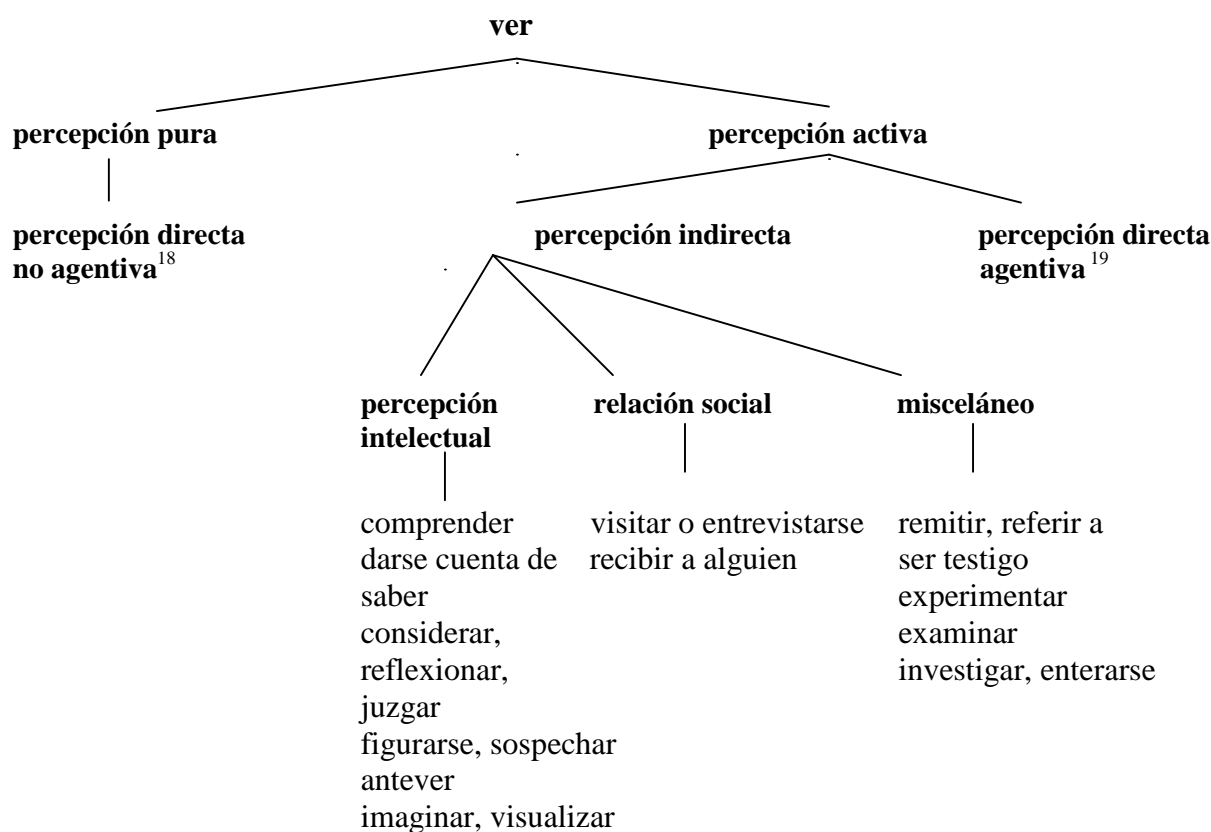 ver
percepción pura
percepción activa
percepción directa
no agentiva18
percepción indirecta
percepción directa
agentiva 19
percepción
intelectual
relación social
misceláneo
comprender
darse cuenta de
saber
considerar,
reflexionar,
juzgar
figurarse, sospechar
antever
imaginar, visualizar
visitar o entrevistarse
recibir a alguien
remitir, referir a
ser testigo
experimentar
examinar
investigar, enterarse